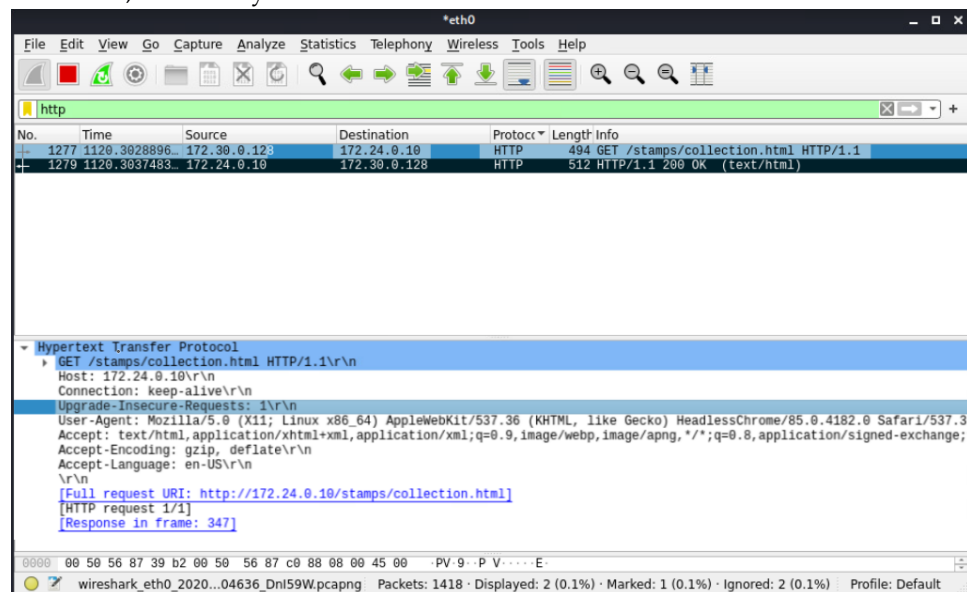 *eth0
File Edit View Go Capture Analyze Statistics Telephony Wireless Tools Help
http
No. Time Source Destination Protocc Length Info
1277 1120.3028896… 172.30.0.128 172.24.0.10 HTTP 494 GET /stamps/collection.html HTTP/1.1
1279 1120.3037483… 172.24.0.10 172.30.0.128 HTTP 512 HTTP/1.1 200 OK (text/html)
Hypertext Transfer Protocol
GET /stamps/collection.html HTTP/1.1\r\n
Host: 172.24.0.10\r\n
Connection: keep-alive\r\n
Upgrade-Insecure-Requests: 1\r\n
User-Agent: Mozilla/5.0 (X11; Linux x86_64) AppleWebKit/537.36 (KHTML, like Gecko) HeadlessChrome/85.0.4182.0 Safari/537.3
Accept: text/html,application/xhtml+xml,application/xml;q=0.9,image/webp,image/apng,*/*;q=0.8,application/signed-exchange;
Accept-Encoding: gzip, deflate\r\n
Accept-Language: en-US\r\n
\r\n
[Full request URI: http://172.24.0.10/stamps/collection.html]
[HTTP request 1/1]
[Response in frame: 347]
0000 00 50 56 87 39 b2 00 50 56 87 c0 88 08 00 45 00 ·PV·9··P V·····E·
wireshark_eth0_2020...04636_DnI59W.pcapng Packets: 1418 · Displayed: 2 (0.1%) · Marked: 1 (0.1%) · Ignored: 2 (0.1%) Profile: Default